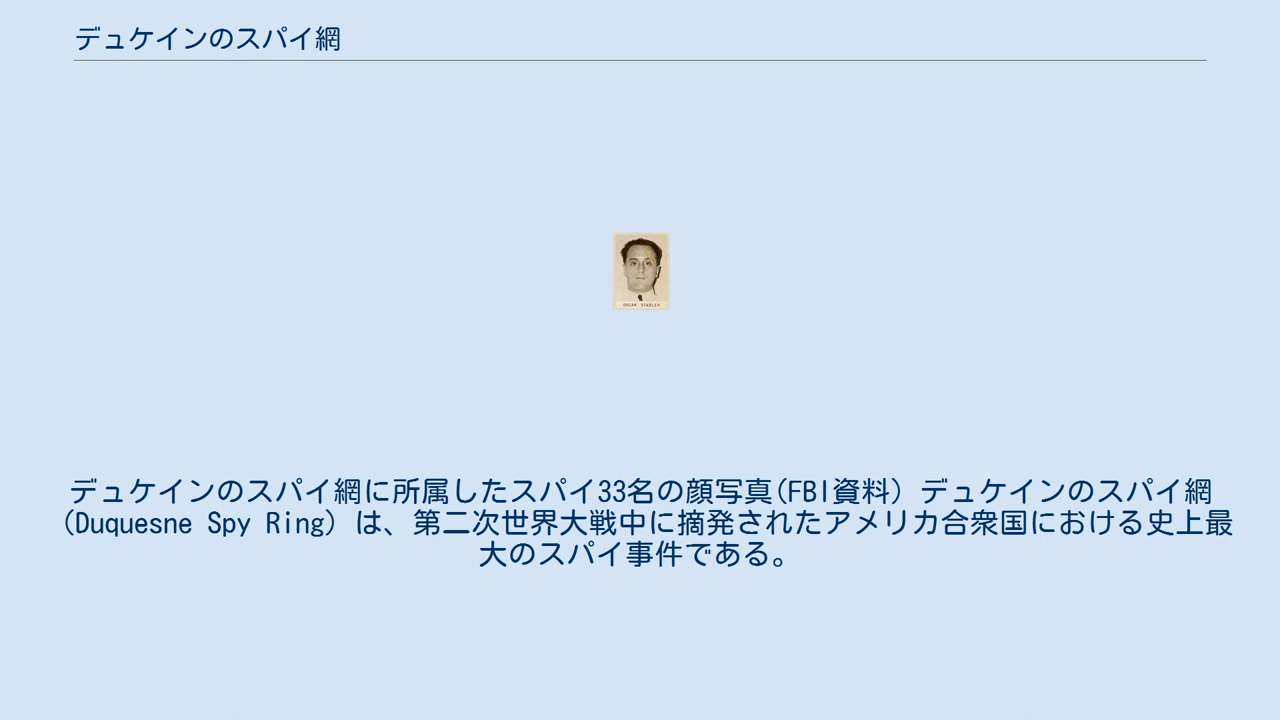 デュケインのスパイ網
OSCAR STABLER
デュケインのスパイ網に所属したスパイ33名の顔写真(FBI資料) デュケインのスパイ網
(Duquesne Spy Ring) は、第二次世界大戦中に摘発されたアメリカ合衆国における史上最
大のスパイ事件である。